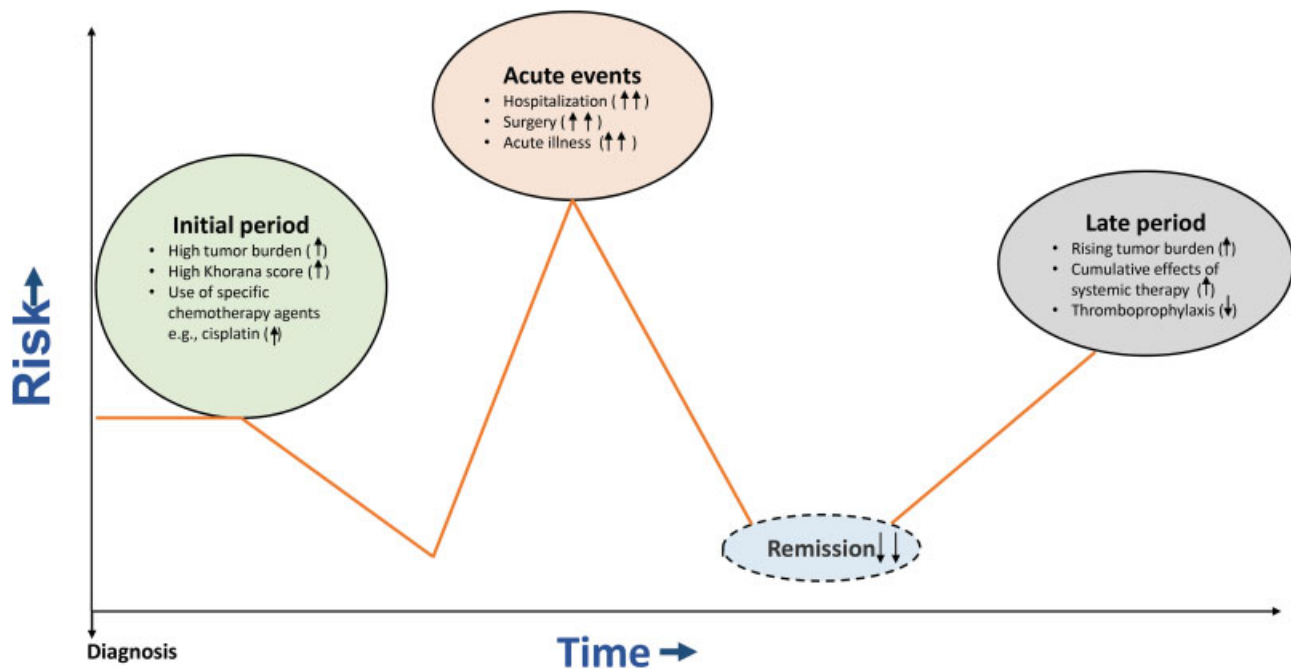 Acute events
• Hospitalization (↑↑)
• Surgery (↑↑)
• Acute illness (↑↑)
Initial period
• High tumor burden (↑)
• High Khorana score (↑)
• Use of specific
chemotherapy agents
e.g., cisplatin (↑)
Late period
• Rising tumor burden (↑)
• Cumulative effects of
systemic therapy (↑)
• Thromboprophylaxis (↓)
Risk→
Remission↓↓
Diagnosis
Time →